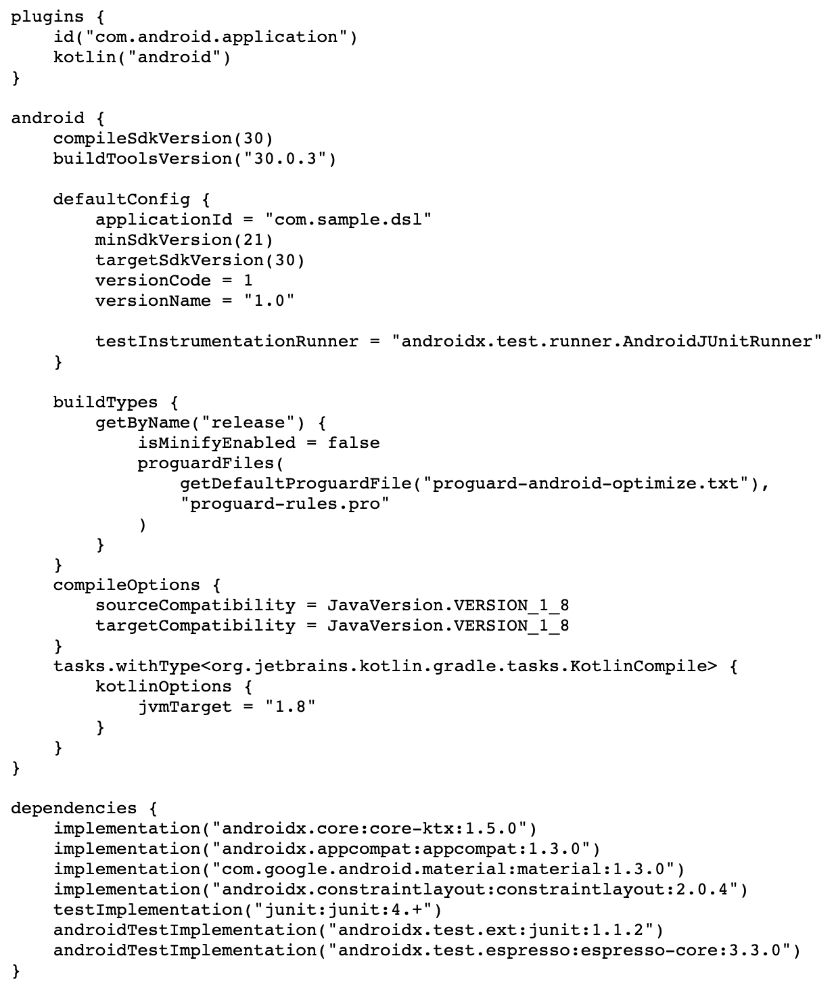 plugins {
    id("com.android.application")
    kotlin("android")
}

android {
    compileSdkVersion(30)
    buildToolsVersion("30.0.3")

    defaultConfig {
        applicationId = "com.sample.dsl"
        minSdkVersion(21)
        targetSdkVersion(30)
        versionCode = 1
        versionName = "1.0"

        testInstrumentationRunner = "androidx.test.runner.AndroidJUnitRunner"
    }

    buildTypes {
        getByName("release") {
            isMinifyEnabled = false
            proguardFiles(
                getDefaultProguardFile("proguard-android-optimize.txt"),
                "proguard-rules.pro"
            )
        }
    }
    compileOptions {
        sourceCompatibility = JavaVersion.VERSION_1_8
        targetCompatibility = JavaVersion.VERSION_1_8
    }
    tasks.withType<org.jetbrains.kotlin.gradle.tasks.KotlinCompile> {
        kotlinOptions {
            jvmTarget = "1.8"
        }
    }
}

dependencies {
    implementation("androidx.core:core-ktx:1.5.0")
    implementation("androidx.appcompat:appcompat:1.3.0")
    implementation("com.google.android.material:material:1.3.0")
    implementation("androidx.constraintlayout:constraintlayout:2.0.4")
    testImplementation("junit:junit:4.+")
    androidTestImplementation("androidx.test.ext:junit:1.1.2")
    androidTestImplementation("androidx.test.espresso:espresso-core:3.3.0")
}